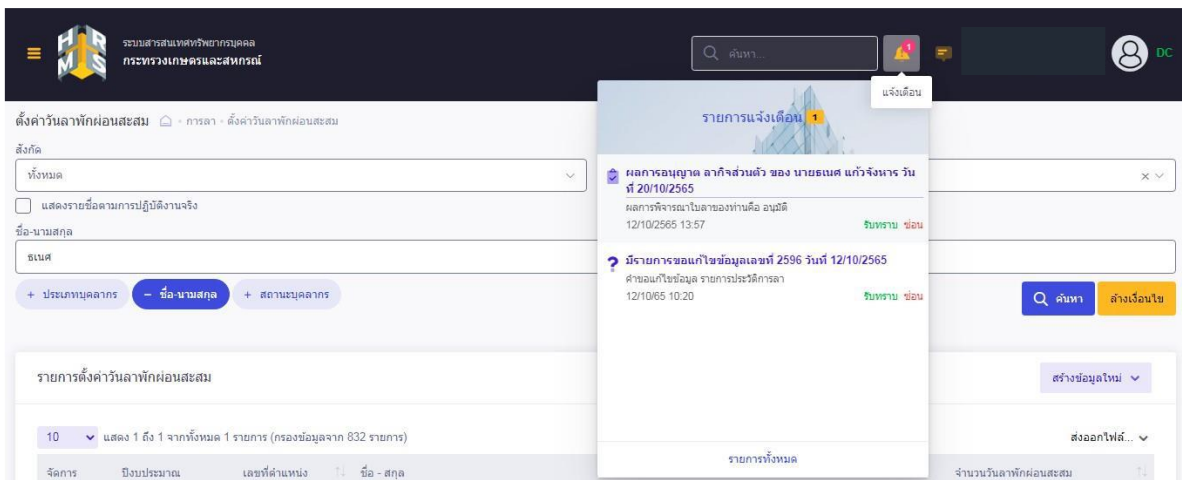 HR
MS
ระบบสารสนเทศทรัพยากรบุคคล
กระทรวงเกษตรและสหกรณ์
ค้นหา...
1
DC
แจ้งเตือน
ตั้งค่าวันลาพักผ่อนสะสม - การลา - ตั้งค่าวันลาพักผ่อนสะสม
สังกัด
ทั้งหมด
แสดงรายชื่อตามการปฏิบัติงานจริง
ชื่อ-นามสกุล
ธเนศ
+ ประเภทบุคลากร – ชื่อ-นามสกุล + สถานะบุคลากร
รายการแจ้งเตือน 1
ผลการอนุญาต ลากิจส่วนตัว ของ นายธเนศ แก้วจังหาร วัน
ที่ 20/10/2565
ผลการพิจารณาใบลาของท่านคือ อนุมัติ
12/10/2565 13:57 รับทราบ ซ่อน
มีรายการขอแก้ไขข้อมูลเลขที่ 2596 วันที่ 12/10/2565
คำขอแก้ไขข้อมูล รายการประวัติการลา
12/10/65 10:20 รับทราบ ซ่อน
รายการทั้งหมด
ค้นหา ล้างเงื่อนไข
รายการตั้งค่าวันลาพักผ่อนสะสม
สร้างข้อมูลใหม่
10 แสดง 1 ถึง 1 จากทั้งหมด 1 รายการ (กรองข้อมูลจาก 832 รายการ)
ส่งออกไฟล์...
จัดการ ปีงบประมาณ เลขที่ตำแหน่ง ชื่อ - สกุล จำนวนวันลาพักผ่อนสะสม